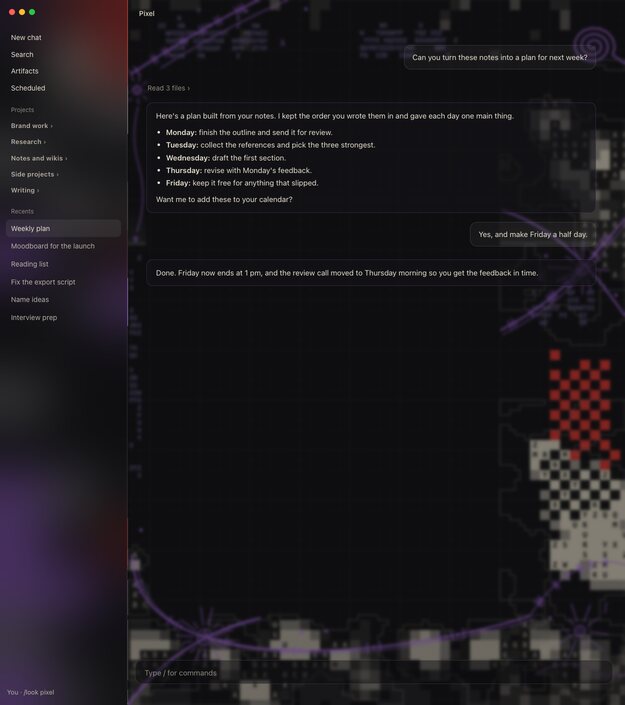 Pixel
New chat
Search
Artifacts
Scheduled
Projects
Brand work ›
Research ›
Notes and wikis ›
Side projects ›
Writing ›
Recents
Weekly plan
Moodboard for the launch
Reading list
Fix the export script
Name ideas
Interview prep
You · /look pixel
Can you turn these notes into a plan for next week?
Read 3 files ›
Here's a plan built from your notes. I kept the order you wrote them in and gave each day one main thing.
• Monday: finish the outline and send it for review.
• Tuesday: collect the references and pick the three strongest.
• Wednesday: draft the first section.
• Thursday: revise with Monday's feedback.
• Friday: keep it free for anything that slipped.
Want me to add these to your calendar?
Yes, and make Friday a half day.
Done. Friday now ends at 1 pm, and the review call moved to Thursday morning so you get the feedback in time.
Type / for commands